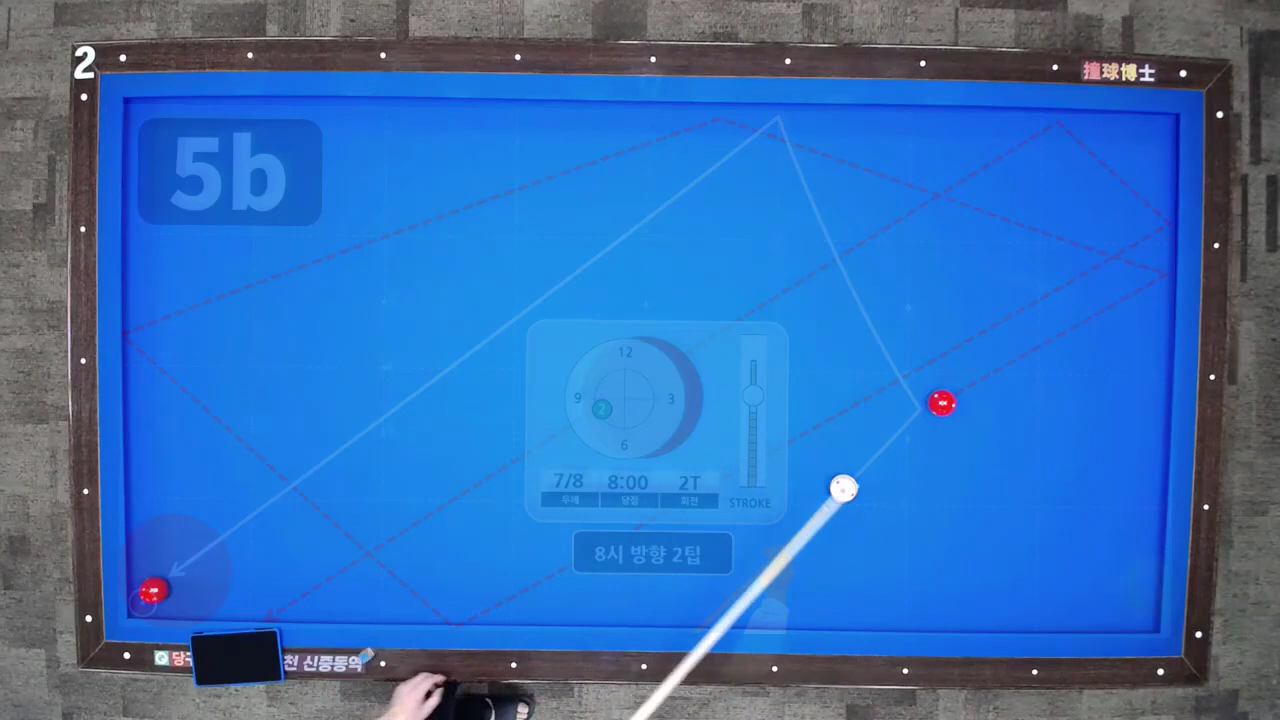 2
撞球博士
5b
12
9
3
2
6
7/8 8:00 2T
두께 당점 회전
STROKE
8시 방향 2팁
당
천 신중동역